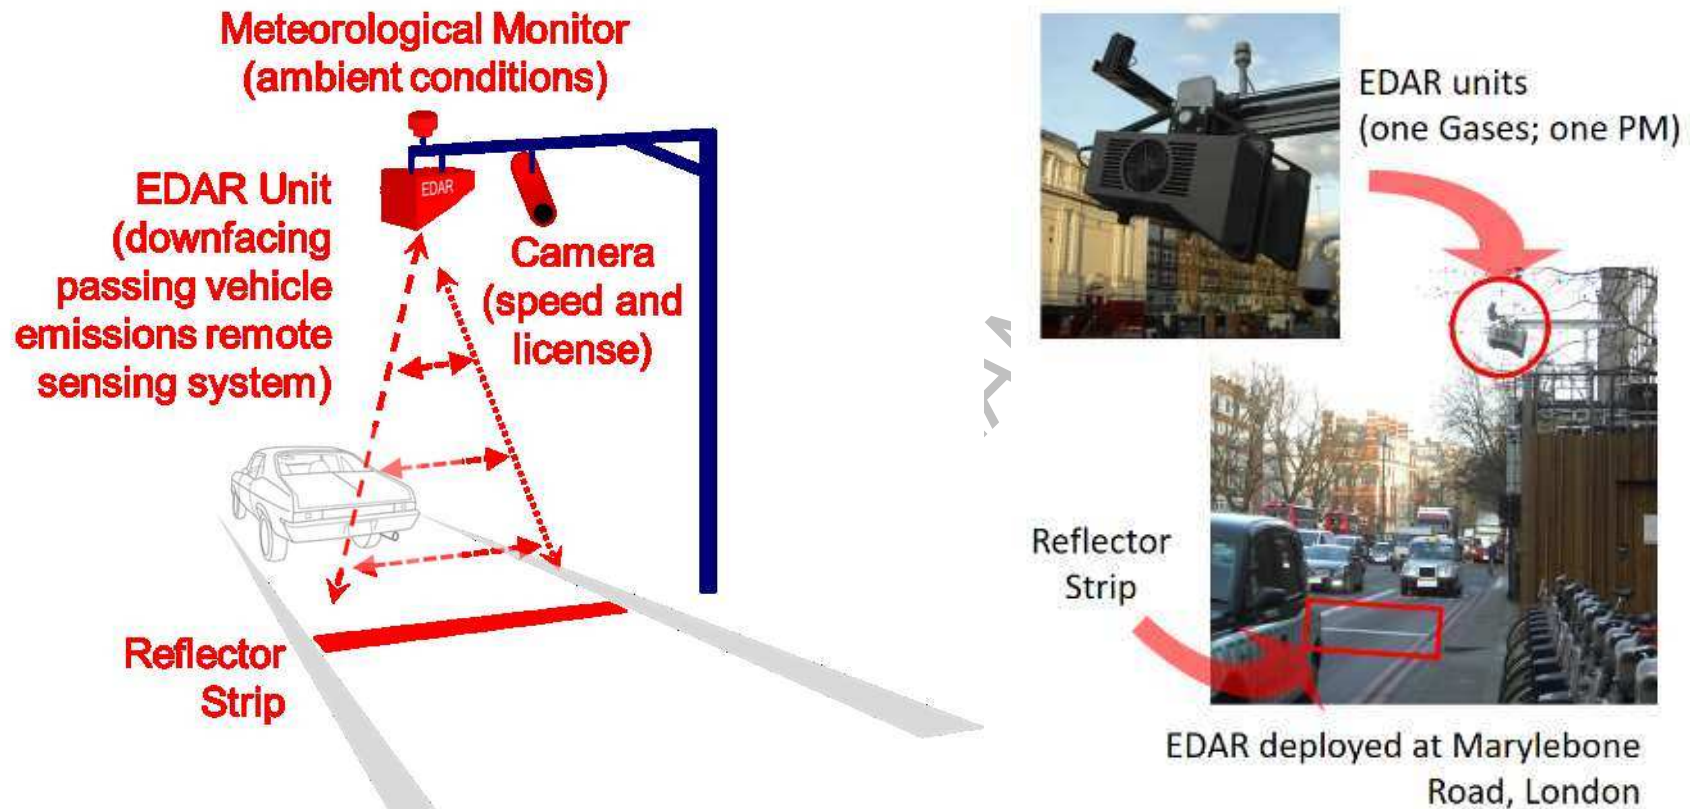 Meteorological Monitor
(ambient conditions)
EDAR Unit
(downfacing
passing vehicle
emissions remote
sensing system)
EDAR
Camera
(speed and
license)
Reflector
Strip
EDAR units
(one Gases; one PM)
Reflector
Strip
EDAR deployed at Marylebone
Road, London